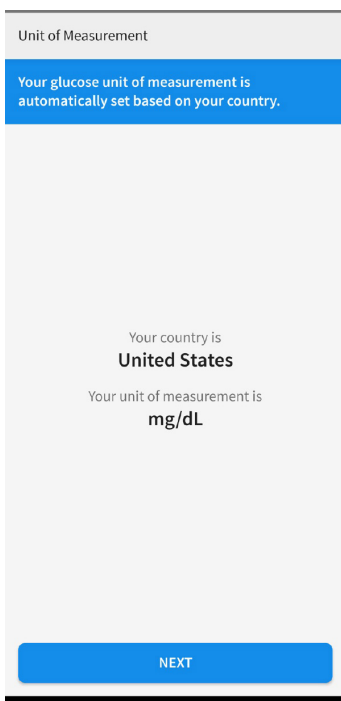 Unit of Measurement
Your glucose unit of measurement is
automatically set based on your country.
Your country is
United States
Your unit of measurement is
mg/dL
NEXT